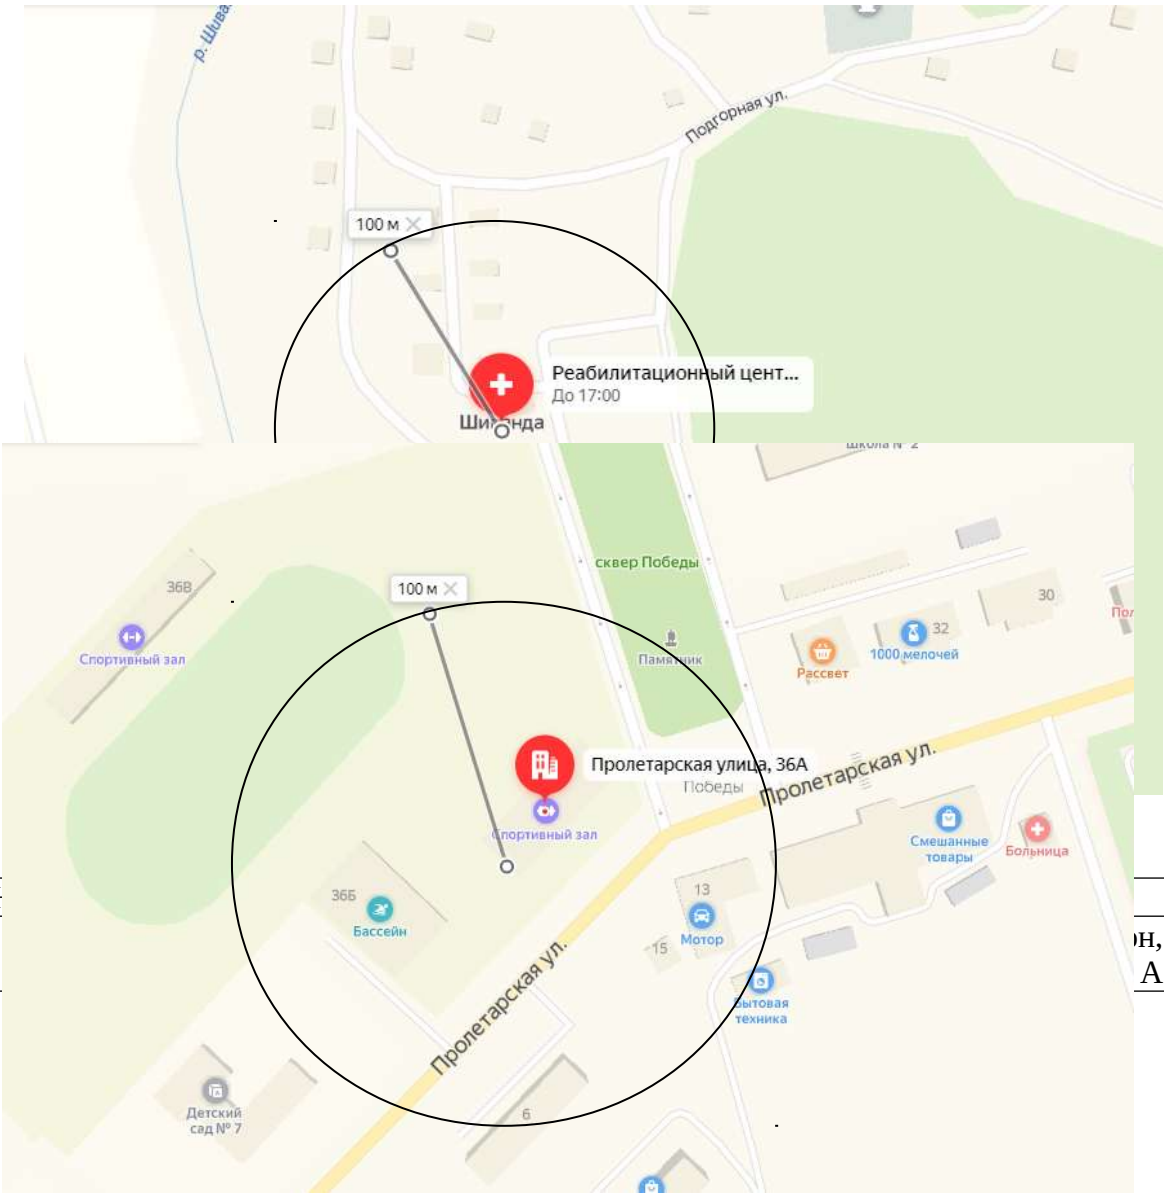 р. Шива
Подгорная ул.
100 м
Реабилитационный цент...
До 17:00
школа № 2
сквер Победы
100 м
36В
Спортивный зал
30
32
1000 мелочей
Памятник
Рассвет
Пролетарская ул.
Пролетарская улица, 36А
Победы
Спортивный зал
Смешанные
товары
Больница
36Б
Бассейн
13
Мотор
15
он,
А
Бытовая
техника
Пролетарская ул.
Детский
сад № 7
6